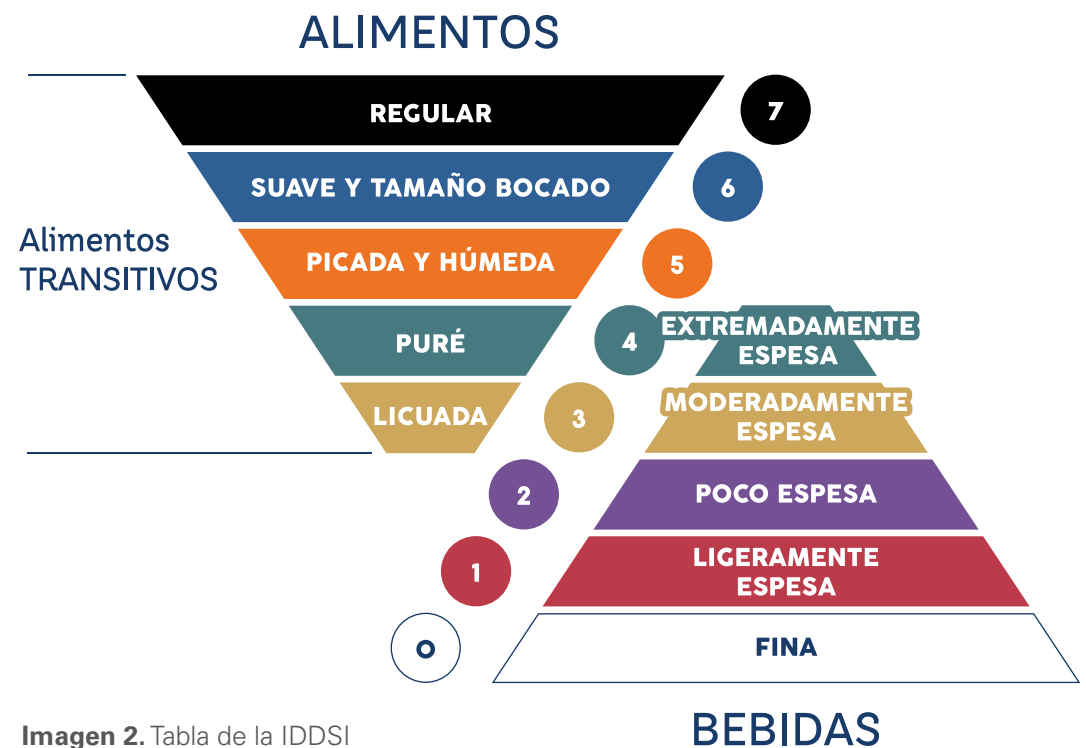 ALIMENTOS
REGULAR
7
SUAVE Y TAMAÑO BOCADO
6
Alimentos
TRANSITIVOS
PICADA Y HÚMEDA
5
PURÉ
4
EXTREMADAMENTE
ESPESA
LICUADA
3
MODERADAMENTE
ESPESA
2
POCO ESPESA
1
LIGERAMENTE
ESPESA
0
FINA
Imagen 2. Tabla de la IDDSI
BEBIDAS